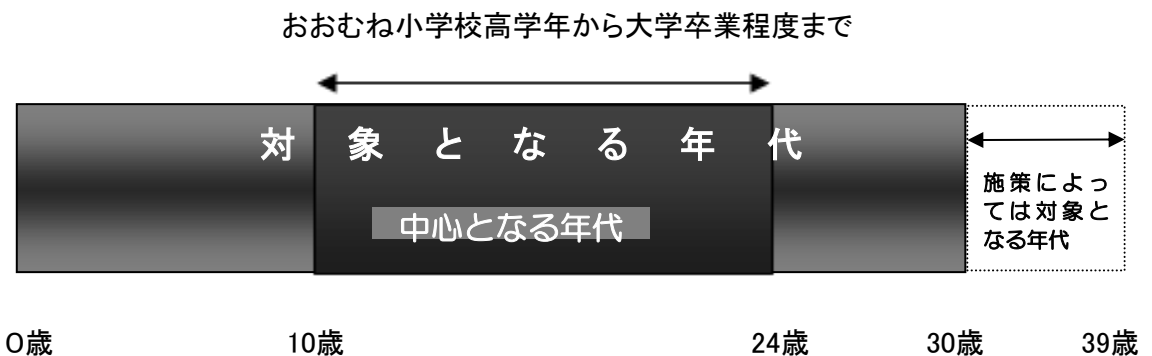 おおむね小学校高学年から大学卒業程度まで
対象となる年代
中心となる年代
施策によっ
ては対象と
なる年代
0歳 10歳 24歳 30歳 39歳